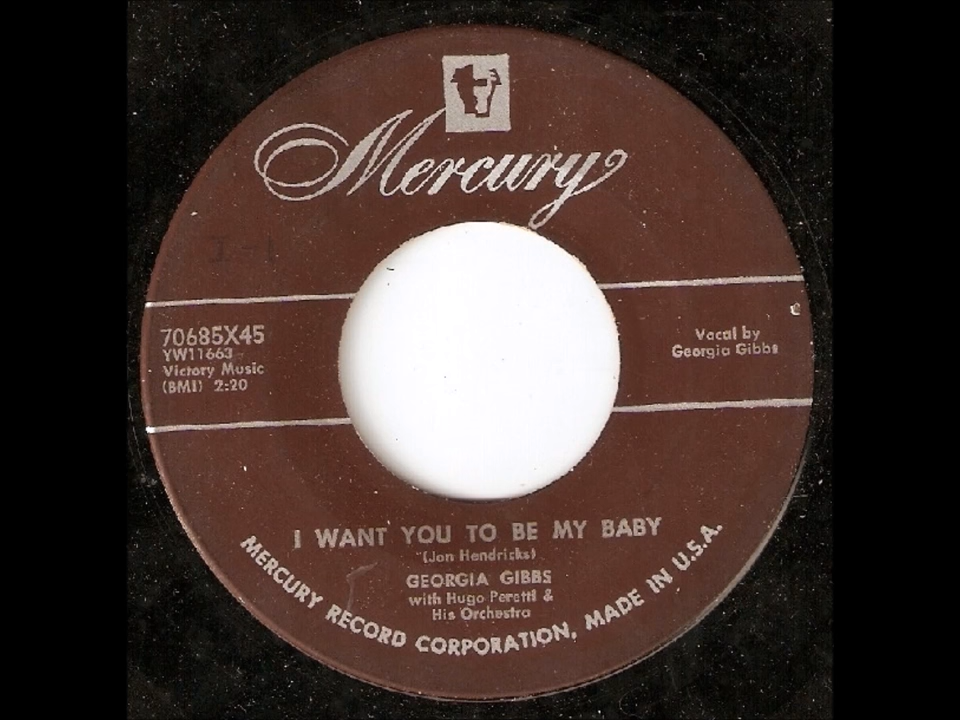 Mercury
I-1
70685X45
YW11663
Victory Music
(BMI) 2:20
Vocal by
Georgia Gibbs
I WANT YOU TO BE MY BABY
(Jon Hendricks)
GEORGIA GIBBS
with Hugo Peretti &
His Orchestra
MERCURY RECORD CORPORATION, MADE IN U.S.A.